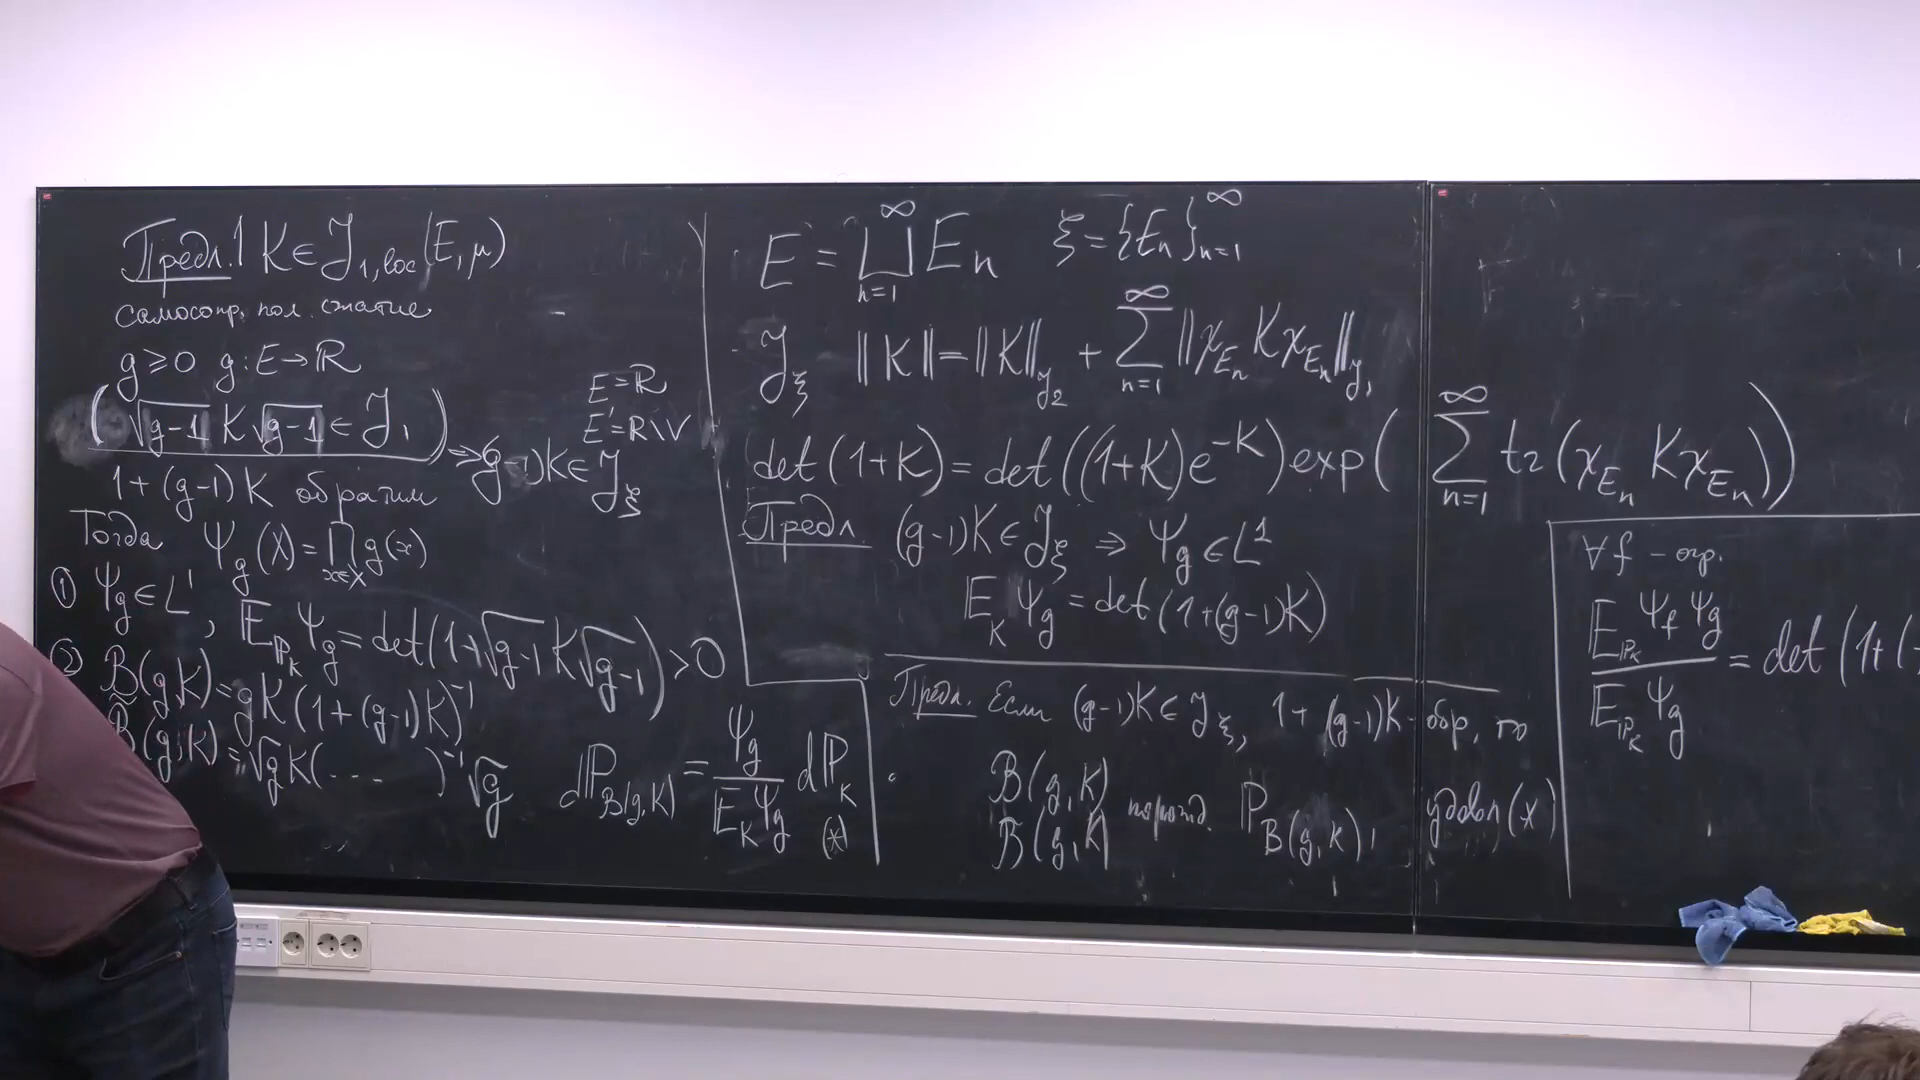 Предл. 1 K ∈ 𝒥_{1,loc}(E, μ)
самосопр. пол. сжатие
g ≥ 0 g: E → ℝ
(√(g-1) K √(g-1) ∈ 𝒥_1) ⇒ (g-1)K ∈ 𝒥_ξ
E = ℝ
E' = ℝ\V
1 + (g-1)K обратим
Тогда Ψ_g(X) = ∏_{x∈X} g(x)
① Ψ_g ∈ L^1, 𝔼_{ℙ_K} Ψ_g = det(1+√(g-1) K √(g-1)) > 0
② B(g,K) = gK(1+(g-1)K)^{-1}
B̃(g,K) = √g K(... )^{-1} √g
dℙ_{B(g,K)} = Ψ_g / 𝔼_K Ψ_g dℙ_K (*)
E = ⨆_{n=1}^∞ E_n ξ = {E_n}_{n=1}^∞
𝒥_ξ ||K|| = ||K||_{𝒥_2} + ∑_{n=1}^∞ ||χ_{E_n} K χ_{E_n}||_{𝒥_1}
det(1+K) = det((1+K)e^{-K}) exp(∑_{n=1}^∞ tr(χ_{E_n} K χ_{E_n}))
Предл. (g-1)K ∈ 𝒥_ξ ⇒ Ψ_g ∈ L^1
𝔼_K Ψ_g = det(1+(g-1)K)
Предл. Если (g-1)K ∈ 𝒥_ξ, 1+(g-1)K - обр, то
B(g,K)
B̃(g,K) порожд. ℙ_{B(g,K)}, удовл (*)
∀f - огр.
𝔼_{ℙ_K} Ψ_f Ψ_g / 𝔼_{ℙ_K} Ψ_g = det(1+(